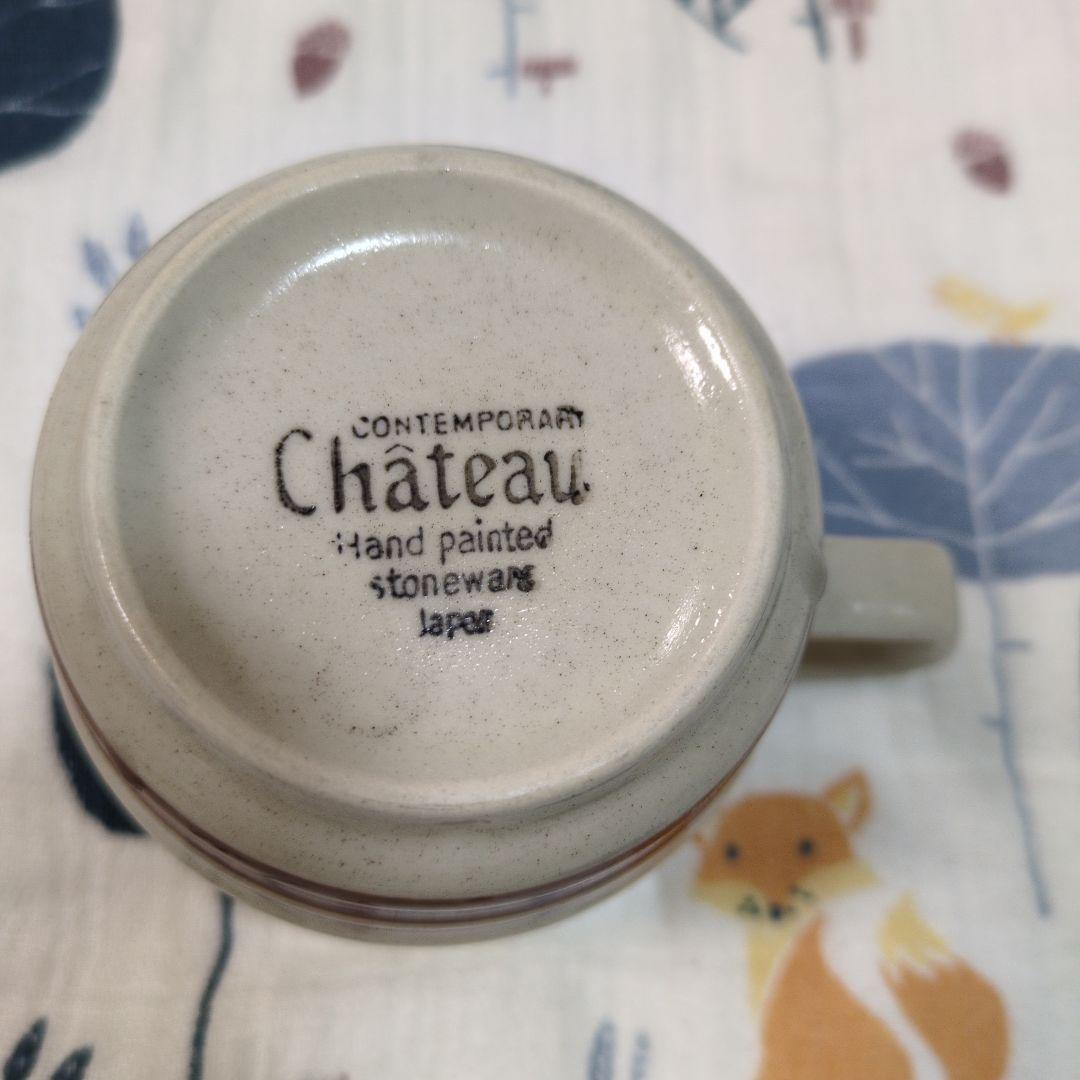 CONTEMPORARY
Château
Hand painted
stoneware
Japan